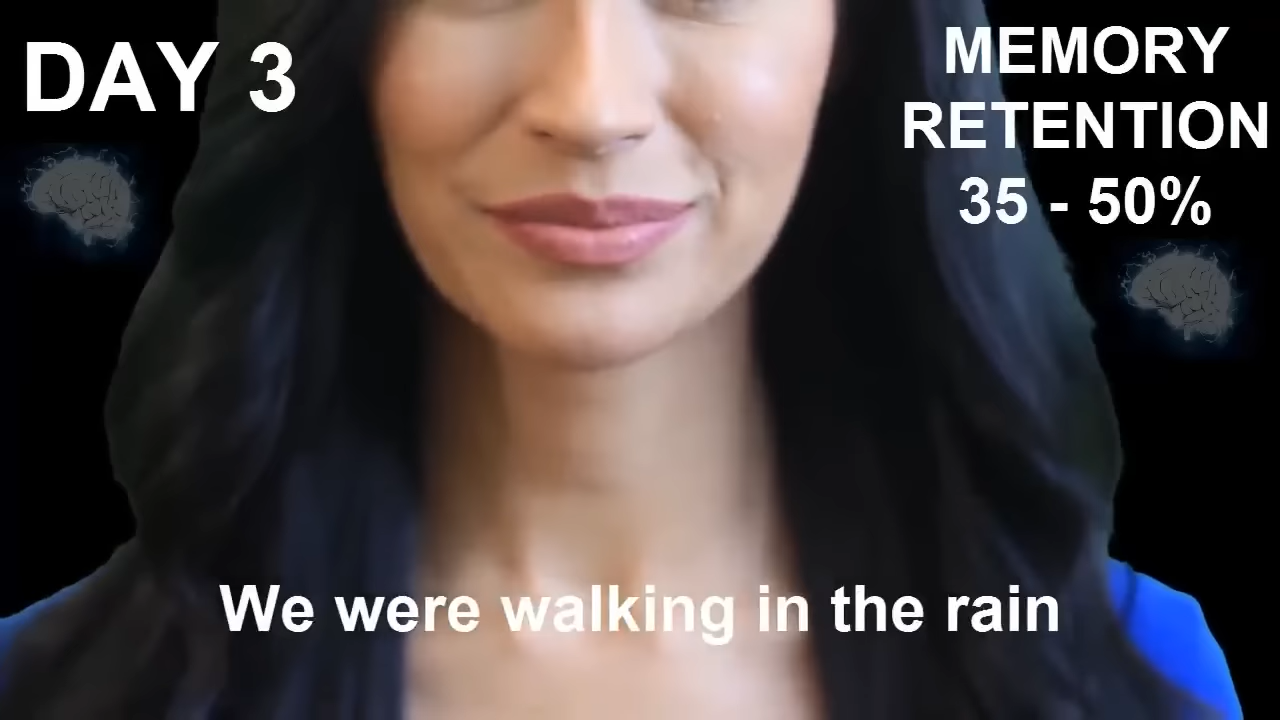 DAY 3
MEMORY
RETENTION
35 - 50%
We were walking in the rain